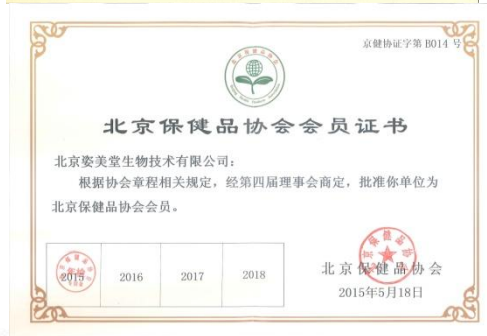 京健协证字第 B014 号
北京保健品协会会员证书
北京姿美堂生物技术有限公司:
根据协会章程相关规定，经第四届理事会商定，批准你单位为
北京保健品协会会员。
2015 2016 2017 2018
北京保健品协会
2015年5月18日